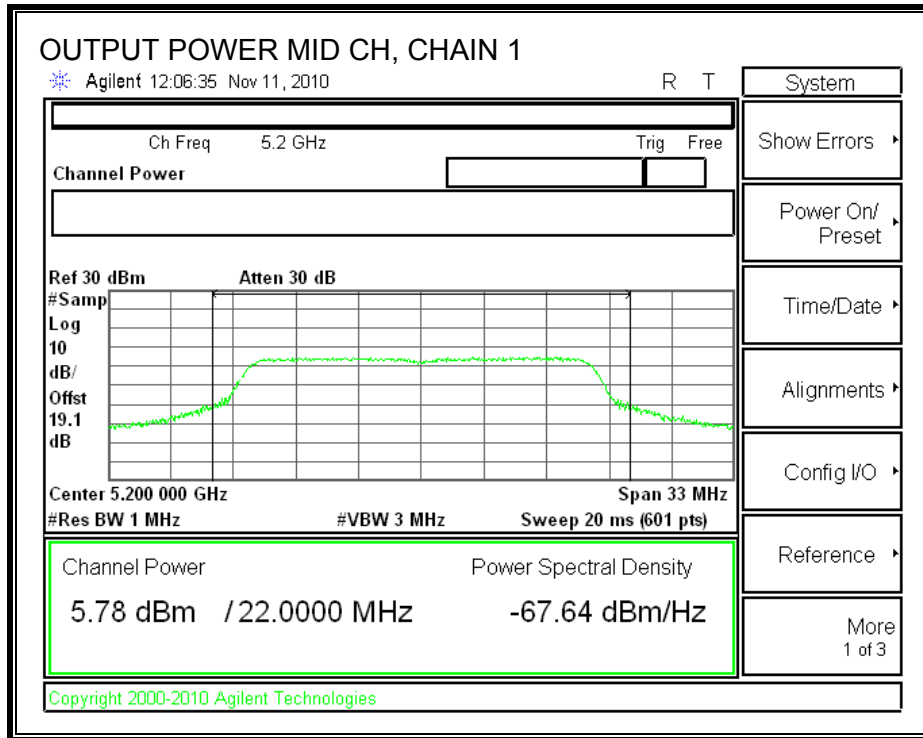 OUTPUT POWER MID CH, CHAIN 1
Agilent 12:06:35 Nov 11, 2010 R T
Ch Freq 5.2 GHz Trig Free
Channel Power
Ref 30 dBm Atten 30 dB
#Samp
Log
10
dB/
Offst
19.1
dB
Center 5.200 000 GHz Span 33 MHz
#Res BW 1 MHz #VBW 3 MHz Sweep 20 ms (601 pts)
Channel Power Power Spectral Density
5.78 dBm /22.0000 MHz -67.64 dBm/Hz
Copyright 2000-2010 Agilent Technologies
System
Show Errors
Power On/
Preset
Time/Date
Alignments
Config I/O
Reference
More
1 of 3